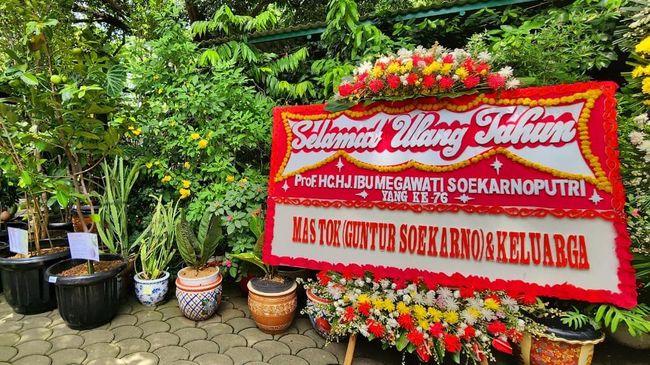 Selamat Ulang Tahun
Prof. HC.HJ. IBU MEGAWATI SOEKARNOPUTRI
YANG KE-76
MAS TOK (GUNTUR SOEKARNO) & KELUARGA